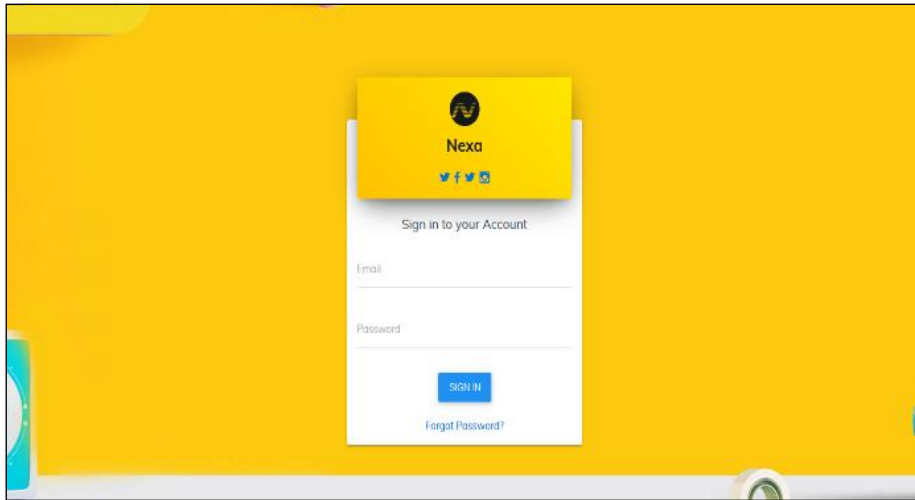 Nexa
Sign in to your Account
Email
Password
SIGN IN
Forgot Password?